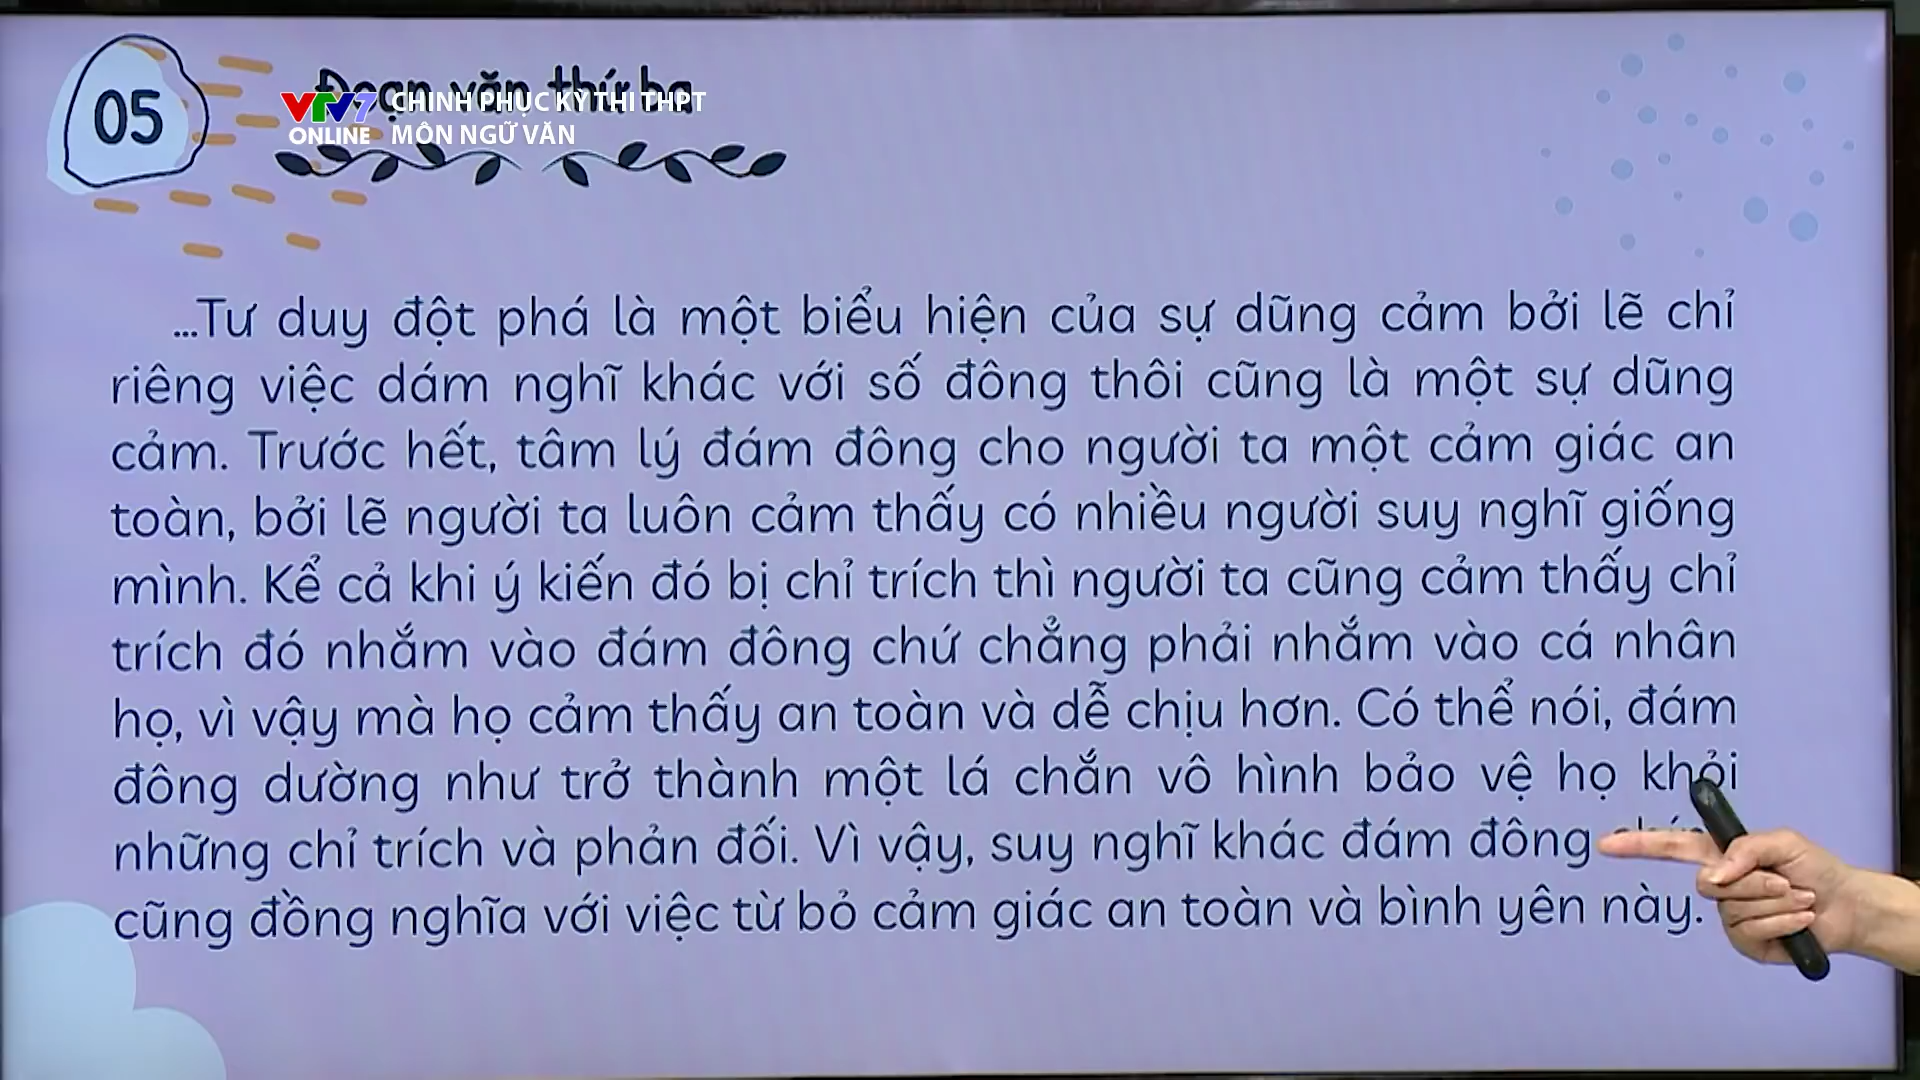 05
Đoạn văn thứ ba
VTV7 CHINH PHỤC KỲ THI THPT
ONLINE MÔN NGỮ VĂN
...Tư duy đột phá là một biểu hiện của sự dũng cảm bởi lẽ chỉ
riêng việc dám nghĩ khác với số đông thôi cũng là một sự dũng
cảm. Trước hết, tâm lý đám đông cho người ta một cảm giác an
toàn, bởi lẽ người ta luôn cảm thấy có nhiều người suy nghĩ giống
mình. Kể cả khi ý kiến đó bị chỉ trích thì người ta cũng cảm thấy chỉ
trích đó nhắm vào đám đông chứ chẳng phải nhắm vào cá nhân
họ, vì vậy mà họ cảm thấy an toàn và dễ chịu hơn. Có thể nói, đám
đông dường như trở thành một lá chắn vô hình bảo vệ họ khỏi
những chỉ trích và phản đối. Vì vậy, suy nghĩ khác đám đông
cũng đồng nghĩa với việc từ bỏ cảm giác an toàn và bình yên này.